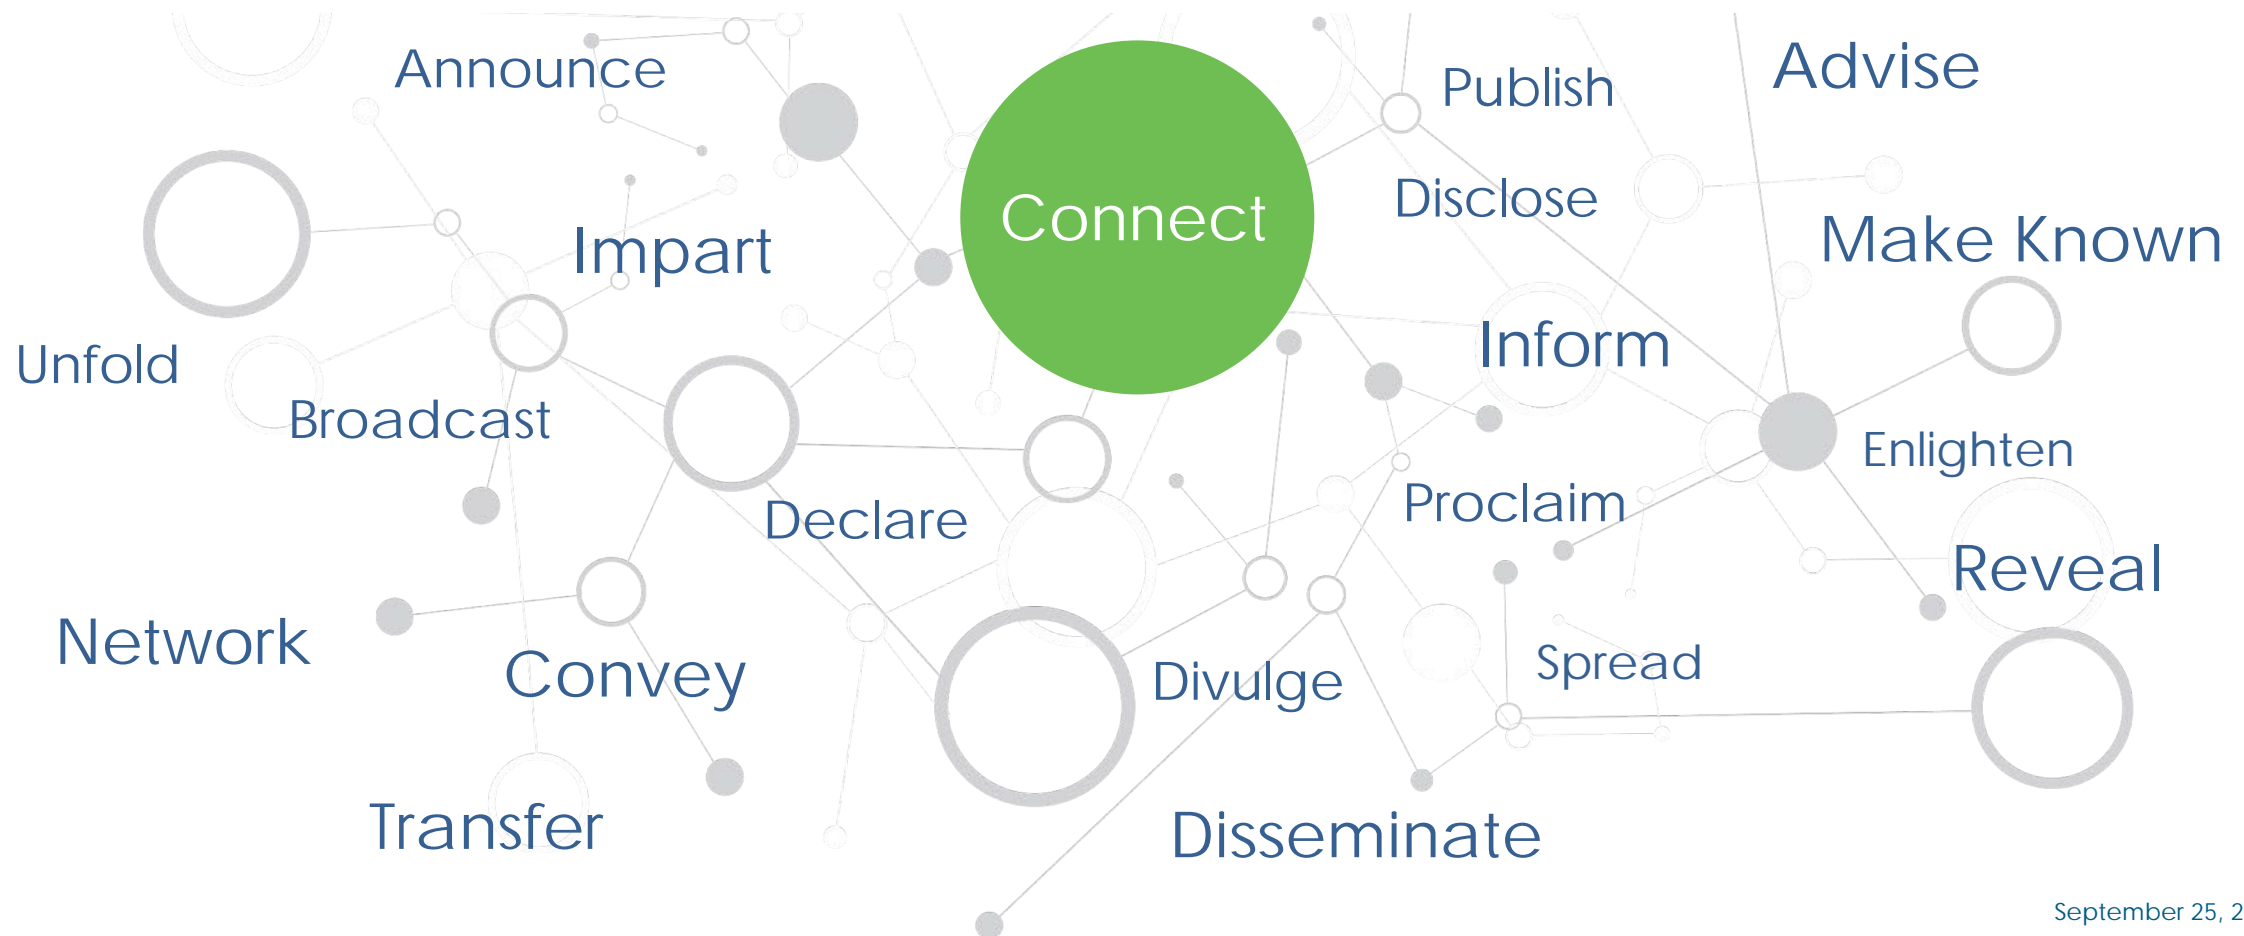 Announce
Publish
Advise
Disclose
Connect
Impart
Make Known
Inform
Unfold
Broadcast
Enlighten
Proclaim
Declare
Reveal
Network
Convey
Divulge
Spread
Transfer
Disseminate
September 25, 2